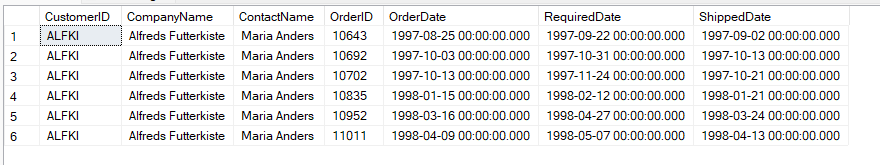 CustomerID CompanyName ContactName OrderID OrderDate RequiredDate ShippedDate
1 ALFKI Alfreds Futterkiste Maria Anders 10643 1997-08-25 00:00:00.000 1997-09-22 00:00:00.000 1997-09-02 00:00:00.000
2 ALFKI Alfreds Futterkiste Maria Anders 10692 1997-10-03 00:00:00.000 1997-10-31 00:00:00.000 1997-10-13 00:00:00.000
3 ALFKI Alfreds Futterkiste Maria Anders 10702 1997-10-13 00:00:00.000 1997-11-24 00:00:00.000 1997-10-21 00:00:00.000
4 ALFKI Alfreds Futterkiste Maria Anders 10835 1998-01-15 00:00:00.000 1998-02-12 00:00:00.000 1998-01-21 00:00:00.000
5 ALFKI Alfreds Futterkiste Maria Anders 10952 1998-03-16 00:00:00.000 1998-04-27 00:00:00.000 1998-03-24 00:00:00.000
6 ALFKI Alfreds Futterkiste Maria Anders 11011 1998-04-09 00:00:00.000 1998-05-07 00:00:00.000 1998-04-13 00:00:00.000